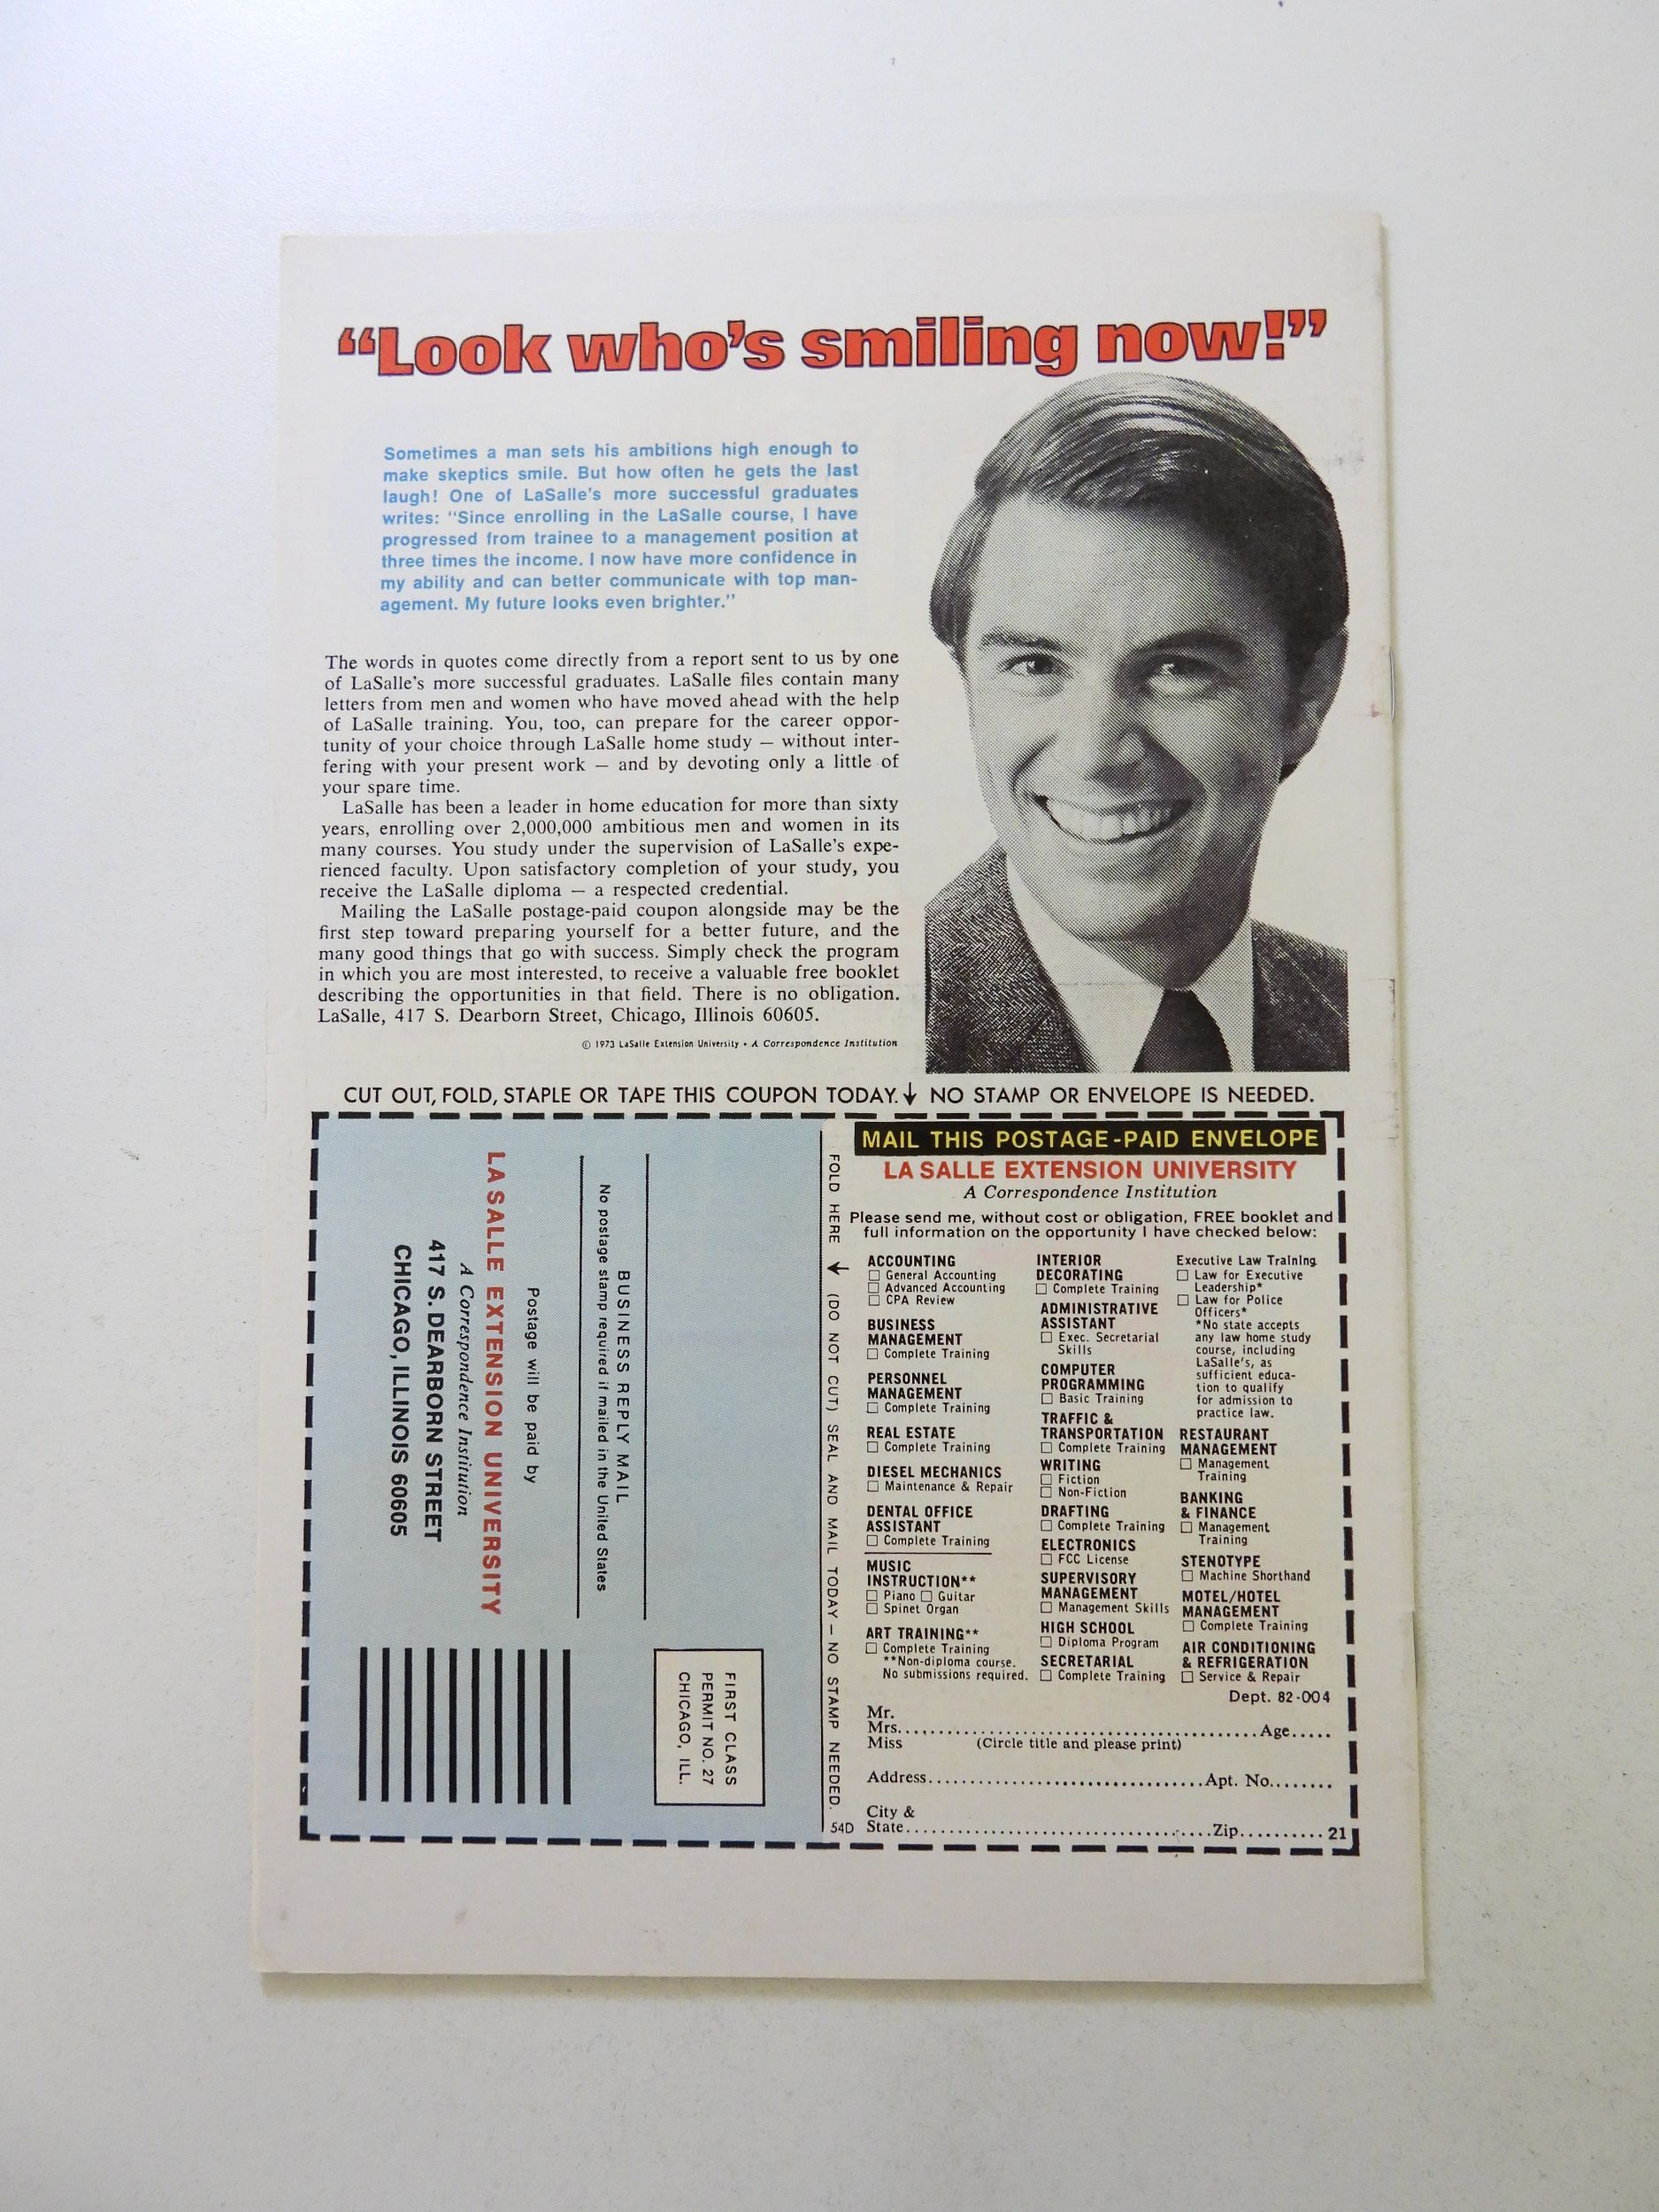 “Look who’s smiling now!”
Sometimes a man sets his ambitions high enough to
make skeptics smile. But how often he gets the last
laugh! One of LaSalle’s more successful graduates
writes: “Since enrolling in the LaSalle course, I have
progressed from trainee to a management position at
three times the income. I now have more confidence in
my ability and can better communicate with top man-
agement. My future looks even brighter.”
The words in quotes come directly from a report sent to us by one
of LaSalle’s more successful graduates. LaSalle files contain many
letters from men and women who have moved ahead with the help
of LaSalle training. You, too, can prepare for the career oppor-
tunity of your choice through LaSalle home study — without inter-
fering with your present work — and by devoting only a little of
your spare time.
LaSalle has been a leader in home education for more than sixty
years, enrolling over 2,000,000 ambitious men and women in its
many courses. You study under the supervision of LaSalle’s expe-
rienced faculty. Upon satisfactory completion of your study, you
receive the LaSalle diploma — a respected credential.
Mailing the LaSalle postage-paid coupon alongside may be the
first step toward preparing yourself for a better future, and the
many good things that go with success. Simply check the program
in which you are most interested, to receive a valuable free booklet
describing the opportunities in that field. There is no obligation.
LaSalle, 417 S. Dearborn Street, Chicago, Illinois 60605.
© 1973 LaSalle Extension University • A Correspondence Institution
CUT OUT, FOLD, STAPLE OR TAPE THIS COUPON TODAY.↓ NO STAMP OR ENVELOPE IS NEEDED.
FIRST CLASS
PERMIT NO. 27
CHICAGO, ILL.
BUSINESS REPLY MAIL
No postage stamp required if mailed in the United States
Postage will be paid by
LA SALLE EXTENSION UNIVERSITY
A Correspondence Institution
417 S. DEARBORN STREET
CHICAGO, ILLINOIS 60605
FOLD HERE ↓ (DO NOT CUT) SEAL AND MAIL TODAY — NO STAMP NEEDED.
54D
MAIL THIS POSTAGE-PAID ENVELOPE
LA SALLE EXTENSION UNIVERSITY
A Correspondence Institution
Please send me, without cost or obligation, FREE booklet and
full information on the opportunity I have checked below:
ACCOUNTING
☐ General Accounting
☐ Advanced Accounting
☐ CPA Review
BUSINESS
MANAGEMENT
☐ Complete Training
PERSONNEL
MANAGEMENT
☐ Complete Training
REAL ESTATE
☐ Complete Training
DIESEL MECHANICS
☐ Maintenance & Repair
DENTAL OFFICE
ASSISTANT
☐ Complete Training
MUSIC
INSTRUCTION**
☐ Piano ☐ Guitar
☐ Spinet Organ
ART TRAINING**
☐ Complete Training
**Non-diploma course.
No submissions required.
INTERIOR
DECORATING
☐ Complete Training
ADMINISTRATIVE
ASSISTANT
☐ Exec. Secretarial
Skills
COMPUTER
PROGRAMMING
☐ Basic Training
TRAFFIC &
TRANSPORTATION
☐ Complete Training
WRITING
☐ Fiction
☐ Non-Fiction
DRAFTING
☐ Complete Training
ELECTRONICS
☐ FCC License
SUPERVISORY
MANAGEMENT
☐ Management Skills
HIGH SCHOOL
☐ Diploma Program
SECRETARIAL
☐ Complete Training
Executive Law Training
☐ Law for Executive
Leadership*
☐ Law for Police
Officers*
*No state accepts
any law home study
course, including
LaSalle’s, as
sufficient educa-
tion to qualify
for admission to
practice law.
RESTAURANT
MANAGEMENT
☐ Management
Training
BANKING
& FINANCE
☐ Management
Training
STENOTYPE
☐ Machine Shorthand
MOTEL/HOTEL
MANAGEMENT
☐ Complete Training
AIR CONDITIONING
& REFRIGERATION
☐ Service & Repair
Dept. 82-004
Mr.
Mrs. Age
Miss (Circle title and please print)
Address Apt. No.
City &
State Zip 21